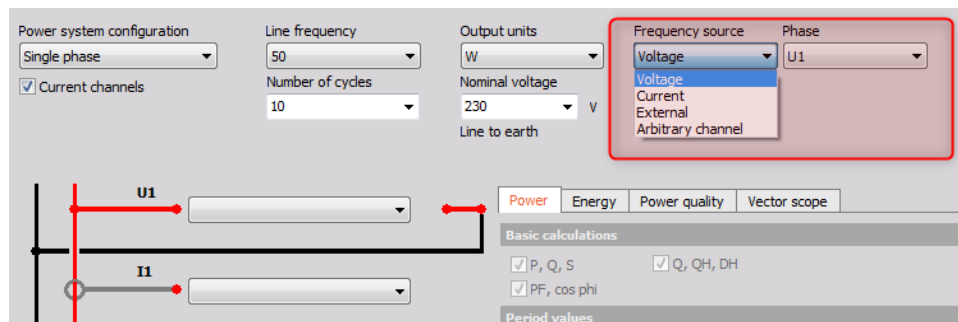 Power system configuration
Line frequency
Output units
Frequency source
Phase
Single phase
50
W
Voltage
U1
Current channels
Number of cycles
Nominal voltage
Voltage
Current
External
Arbitrary channel
10
230
V
Line to earth
U1
Power
Energy
Power quality
Vector scope
Basic calculations
I1
P, Q, S
Q, QH, DH
PF, cos phi
Period values